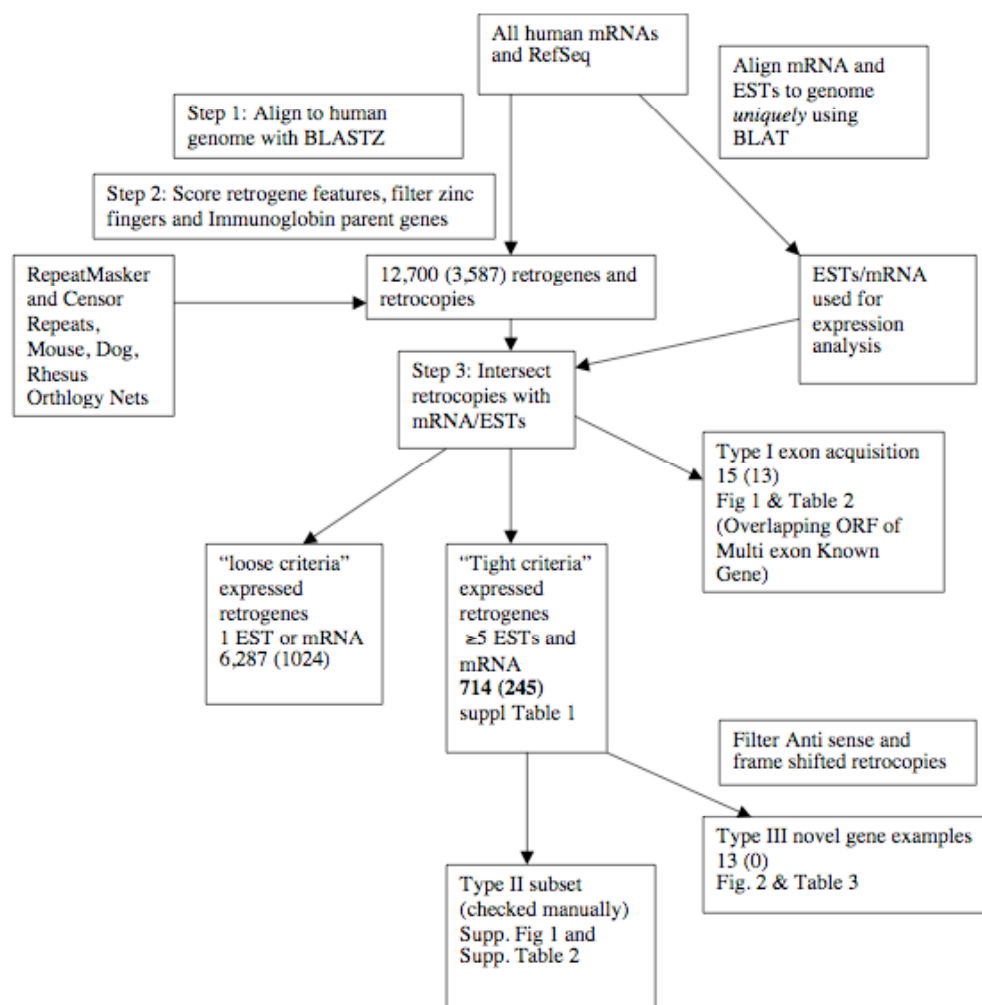 All human mRNAs
and RefSeq
Align mRNA and
ESTs to genome
uniquely using
BLAT
Step 1: Align to human
genome with BLASTZ
Step 2: Score retrogene features, filter zinc
fingers and Immunoglobin parent genes
RepeatMasker
and Censor
Repeats,
Mouse, Dog,
Rhesus
Orthlogy Nets
12,700 (3,587) retrogenes and
retrocopies
ESTs/mRNA
used for
expression
analysis
Step 3: Intersect
retrocopies with
mRNA/ESTs
Type I exon acquisition
15 (13)
Fig 1 & Table 2
(Overlapping ORF of
Multi exon Known
Gene)
“loose criteria”
expressed
retrogenes
1 EST or mRNA
6,287 (1024)
“Tight criteria”
expressed
retrogenes
≥5 ESTs and
mRNA
714 (245)
suppl Table 1
Filter Anti sense and
frame shifted retrocopies
Type III novel gene examples
13 (0)
Fig. 2 & Table 3
Type II subset
(checked manually)
Supp. Fig 1 and
Supp. Table 2